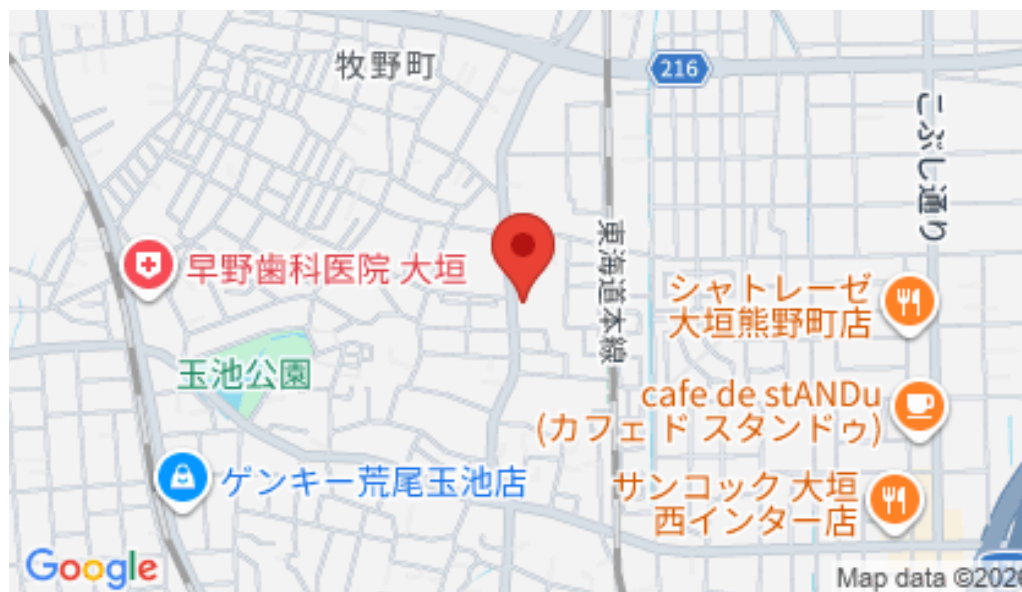 牧野町
216
こぶし通り
東海道本線
早野歯科医院 大垣
シャトレーゼ
大垣熊野町店
玉池公園
cafe de stANDu
(カフェ ド スタンドゥ)
ゲンキー荒尾玉池店
サンコック 大垣
西インター店
Google
Map data ©2026